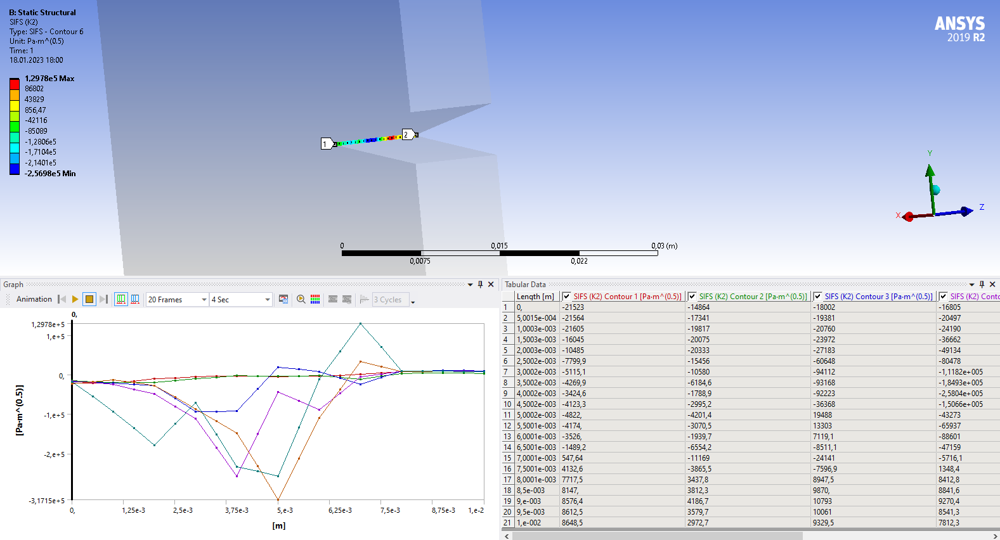 B: Static Structural
SIFS (K2)
Type: SIFS - Contour 6
Unit: Pa·m^(0.5)
Time: 1
18.01.2023 18:00
1,2978e5 Max
86802
43829
856,47
-42116
-85089
-1,2806e5
-1,7104e5
-2,1401e5
-2,5698e5 Min
ANSYS
2019 R2
1
2
Y
X
Z
0
0,015
0,03 (m)
0,0075
0,022
Graph
Animation
20 Frames
4 Sec
3 Cycles
0,
1,2978e+5
1,e+5
0,
-1,e+5
-2,e+5
-3,1715e+5
[Pa·m^(0.5)]
0,
1,25e-3
2,5e-3
3,75e-3
5,e-3
6,25e-3
7,5e-3
8,75e-3
1,e-2
[m]
Tabular Data
Length [m] SIFS (K2) Contour 1 [Pa·m^(0.5)] SIFS (K2) Contour 2 [Pa·m^(0.5)] SIFS (K2) Contour 3 [Pa·m^(0.5)] SIFS (K2) Conto
1 0, -21523 -14864 -18002 -16805
2 5,0015e-004 -21564 -17341 -19381 -20497
3 1,0003e-003 -21605 -19817 -20760 -24190
4 1,5003e-003 -16045 -20075 -23972 -36662
5 2,0003e-003 -10485 -20333 -27183 -49134
6 2,5002e-003 -7799,9 -15456 -60648 -80478
7 3,0002e-003 -5115,1 -10580 -94112 -1,1182e+005
8 3,5002e-003 -4269,9 -6184,6 -93168 -1,8493e+005
9 4,0002e-003 -3424,6 -1788,9 -92223 -2,5804e+005
10 4,5002e-003 -4123,3 -2995,2 -36368 -1,5066e+005
11 5,0002e-003 -4822, -4201,4 19488 -43273
12 5,5001e-003 -4174, -3070,5 13303 -65937
13 6,0001e-003 -3526, -1939,7 7119,1 -88601
14 6,5001e-003 -1489,2 -6554,2 -8511,1 -47159
15 7,0001e-003 547,64 -11169 -24141 -5716,1
16 7,5001e-003 4132,6 -3865,5 -7596,9 1348,4
17 8,0001e-003 7717,5 3437,8 8947,5 8412,8
18 8,5e-003 8147, 3812,3 9870, 8841,6
19 9,e-003 8576,4 4186,7 10793 9270,4
20 9,5e-003 8612,5 3579,7 10061 8541,3
21 1,e-002 8648,5 2972,7 9329,5 7812,3